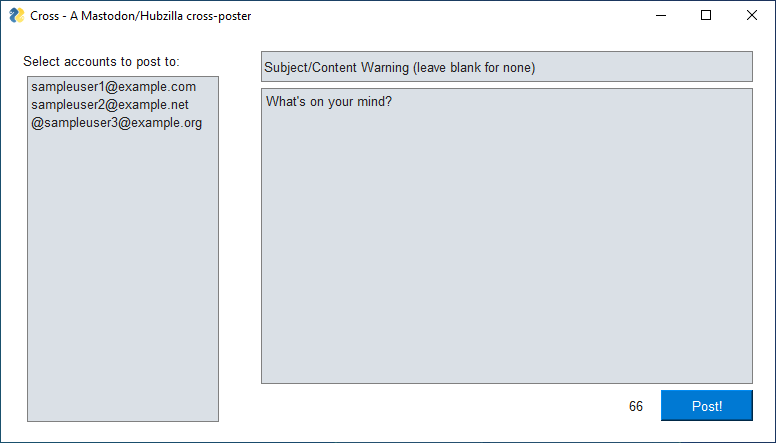 Cross - A Mastodon/Hubzilla cross-poster
Select accounts to post to:
sampleuser1@example.com
sampleuser2@example.net
@sampleuser3@example.org
Subject/Content Warning (leave blank for none)
What's on your mind?
66
Post!